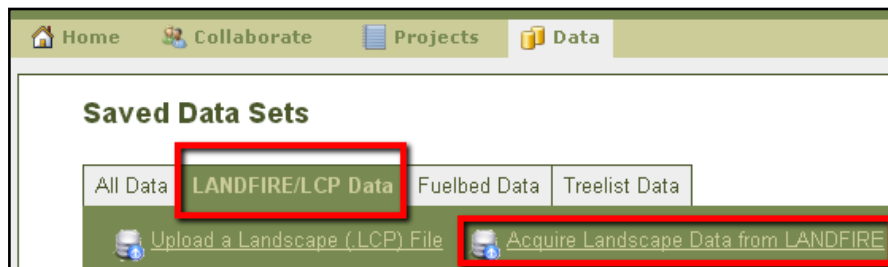 Home Collaborate Projects Data
Saved Data Sets
All Data LANDFIRE/LCP Data Fuelbed Data Treelist Data
Upload a Landscape (.LCP) File Acquire Landscape Data from LANDFIRE